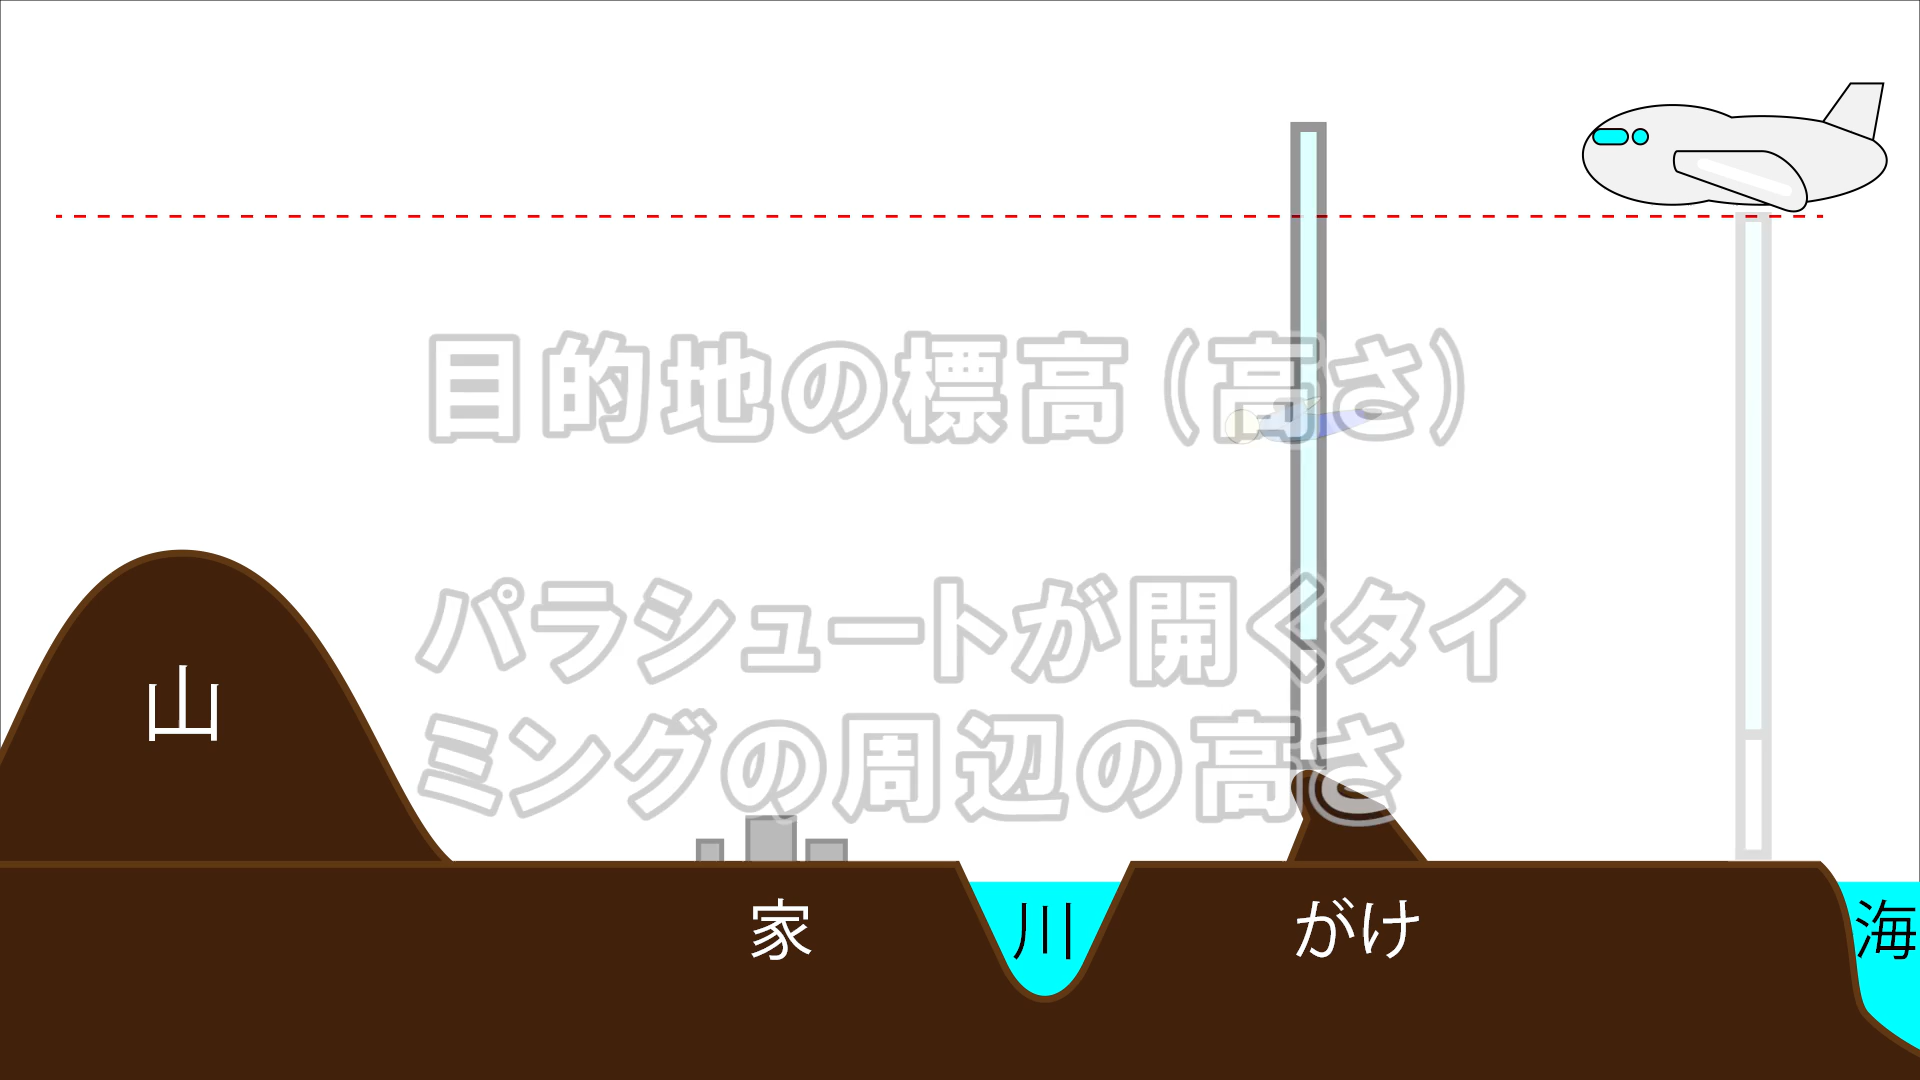 目的地の標高（高さ）
パラシュートが開くタイ
ミングの周辺の高さ
山
家
川
がけ
海